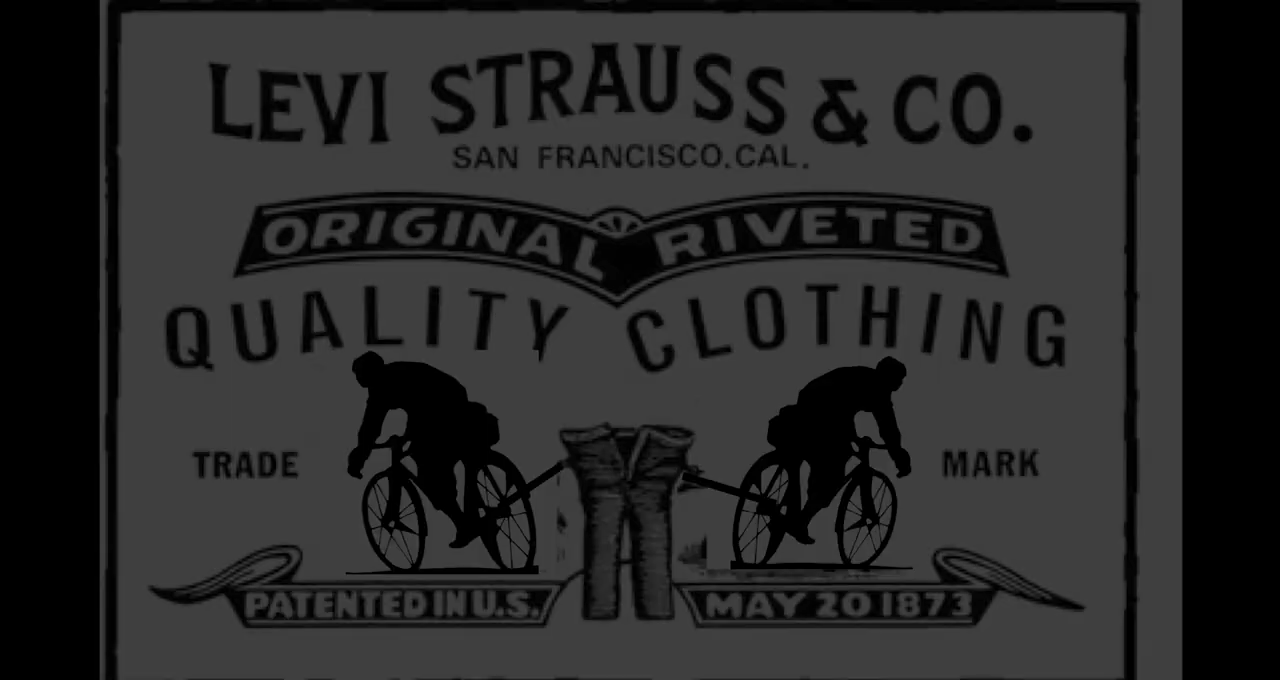 LEVI STRAUSS & CO.
SAN FRANCISCO.CAL.
ORIGINAL RIVETED
QUALITY CLOTHING
TRADE MARK
PATENTED IN U.S. MAY 20 1873